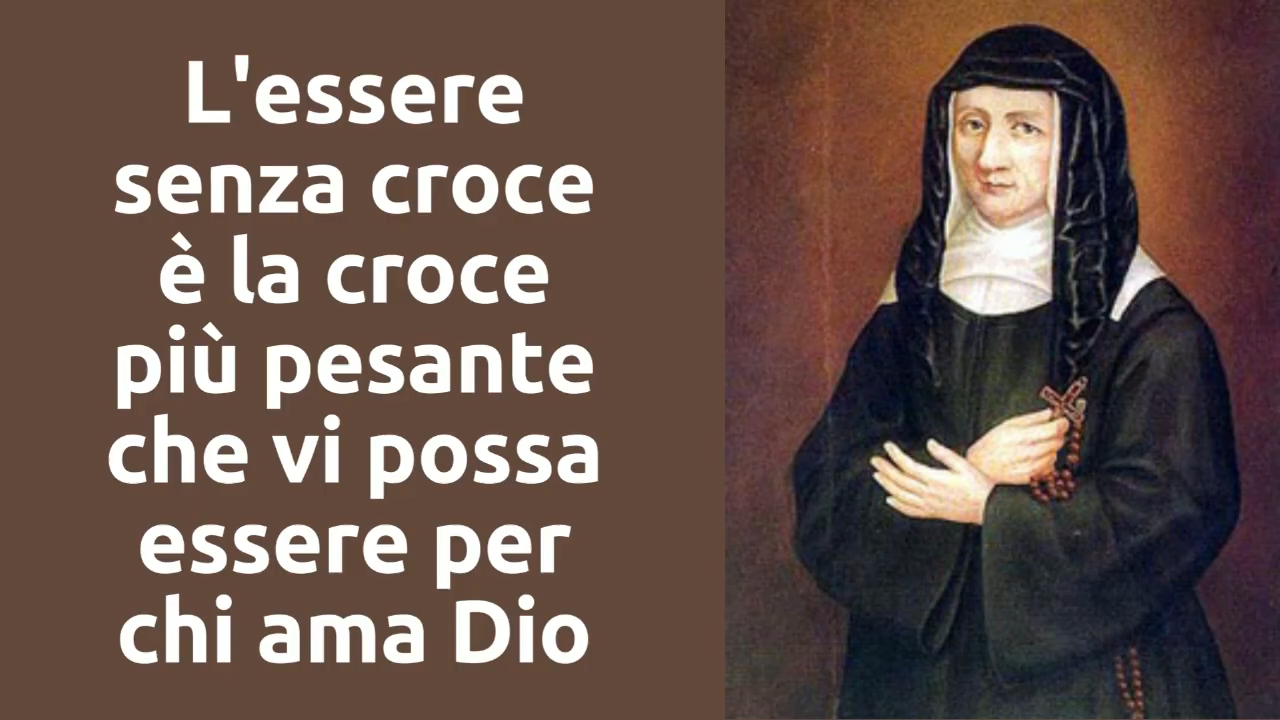 L'essere
senza croce
è la croce
più pesante
che vi possa
essere per
chi ama Dio